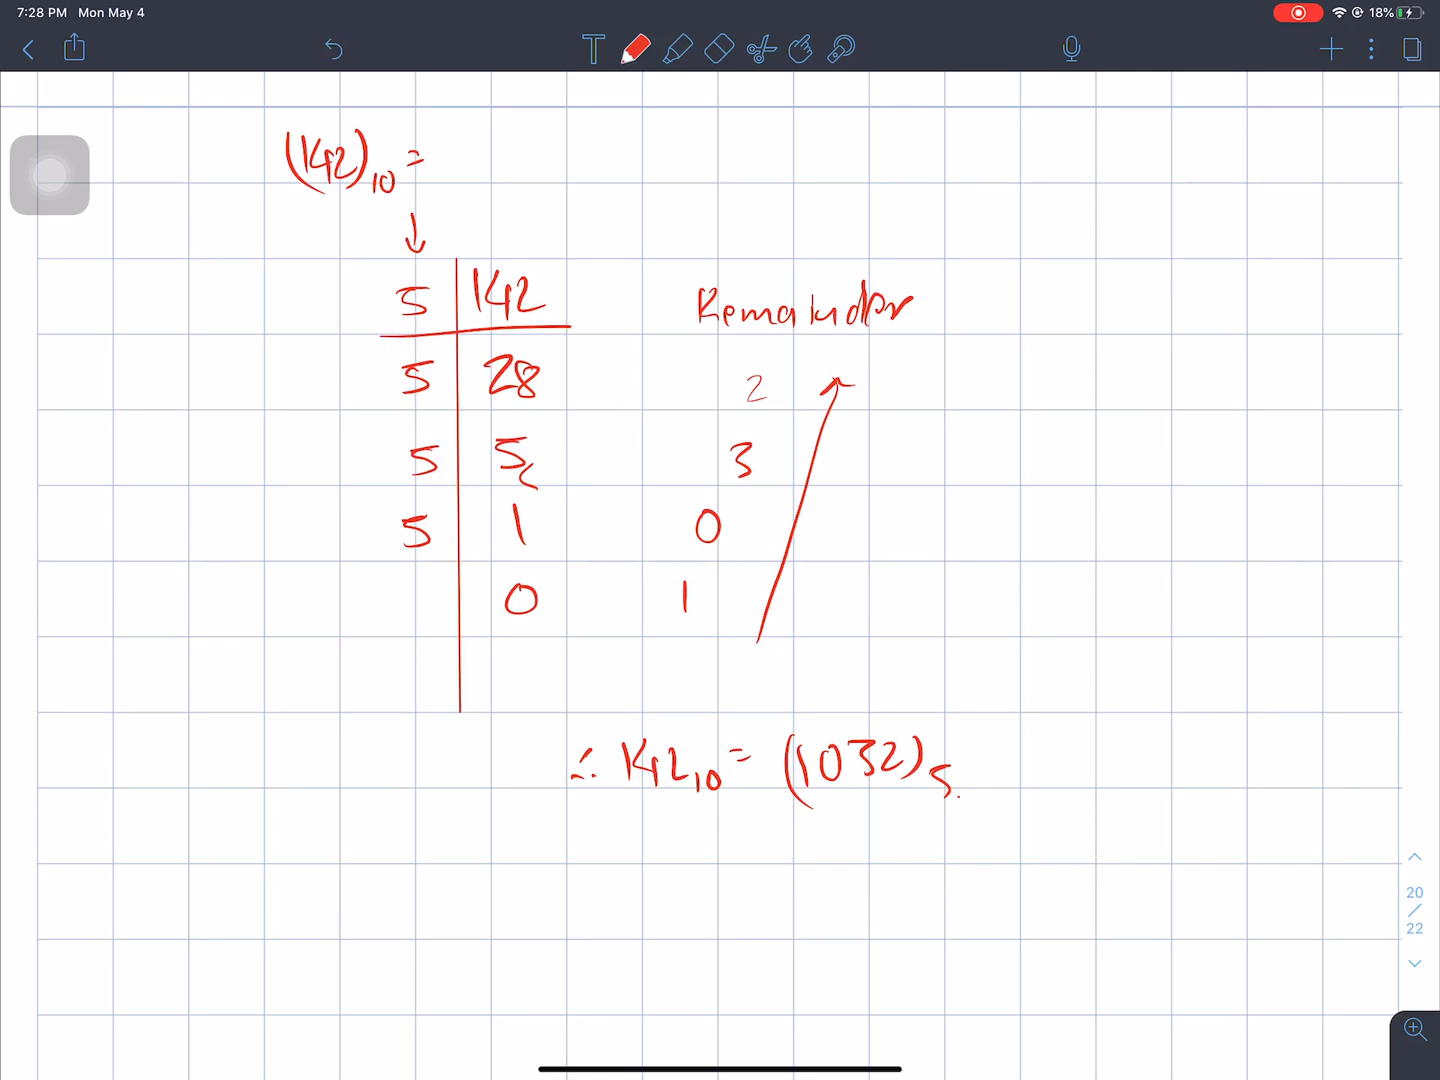 7:28 PM Mon May 4
18%
T
(142)10 =
↓
5 142 Remainder
5 28 2
5 5 3
5 1 0
0 1
∴ 14210 = (1032)5.
20
/
22